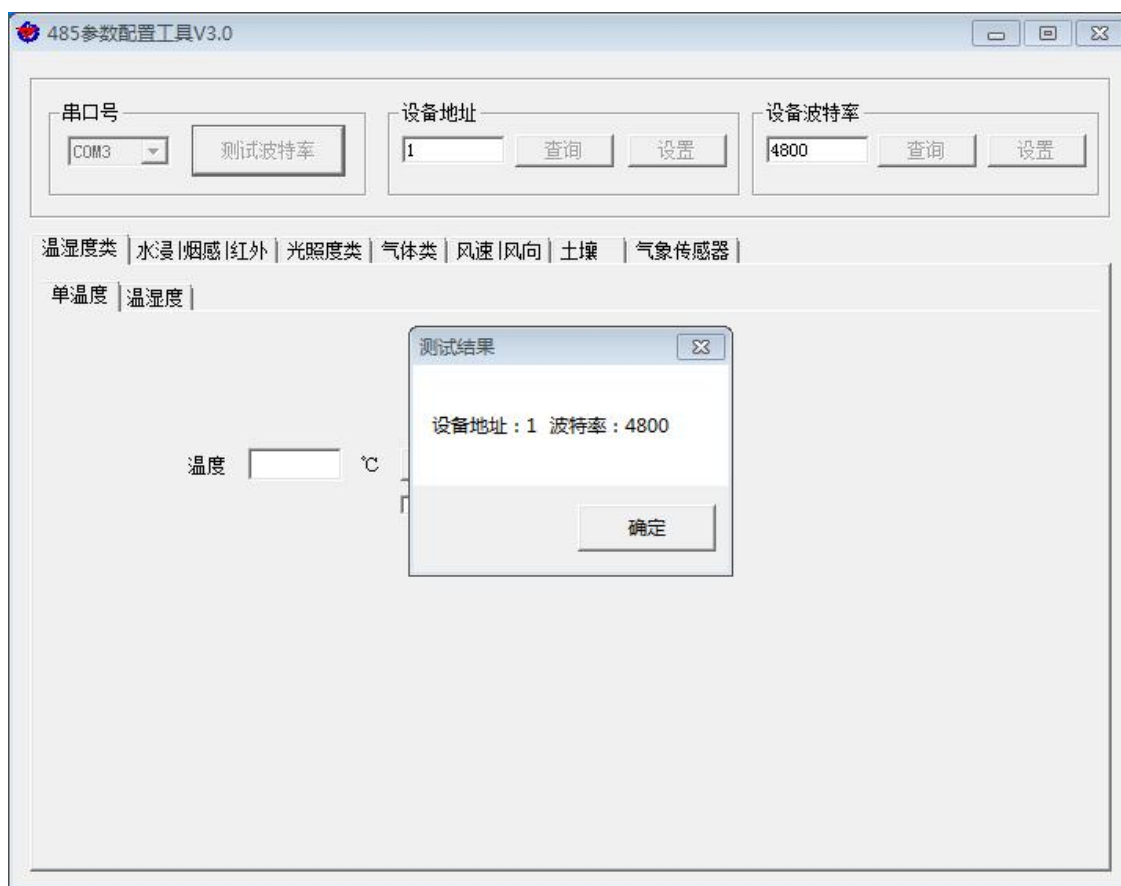 485参数配置工具V3.0
串口号 设备地址 设备波特率
COM3 测试波特率 1 查询 设置 4800 查询 设置
温湿度类 水浸|烟感|红外 光照度类 气体类 风速|风向 土壤 气象传感器
单温度 温湿度
测试结果
设备地址：1 波特率：4800
温度 ℃
确定